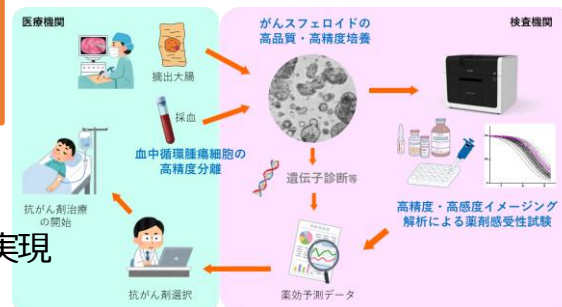 医療機関
検査機関
がんスフェロイドの
高品質・高精度培養
摘出大腸
採血
血中循環腫瘍細胞の
高精度分離
遺伝子診断等
高精度・高感度イメージング
解析による薬剤感受性試験
抗がん剤治療
の開始
実現
抗がん剤選択
薬効予測データ